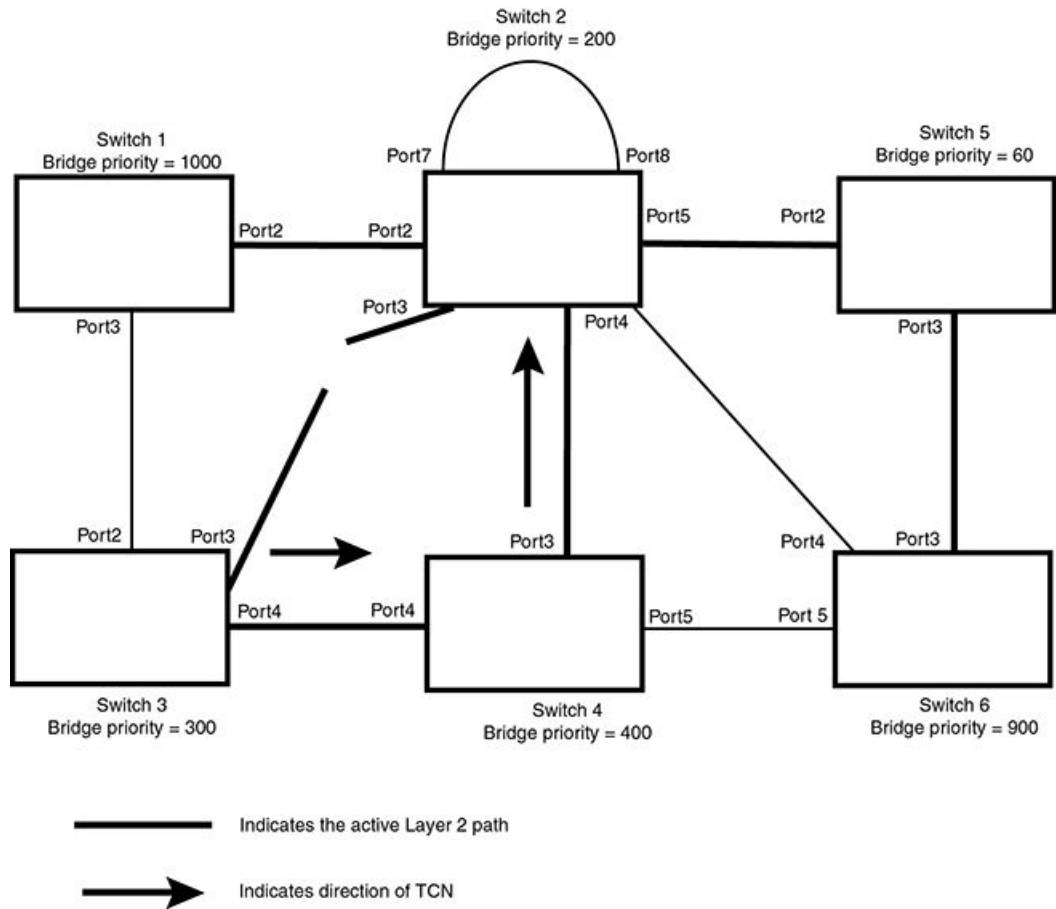 Switch 2
Bridge priority = 200
Switch 1
Bridge priority = 1000
Switch 5
Bridge priority = 60
Port7
Port8
Port2
Port2
Port5
Port2
Port3
Port3
Port4
Port3
Port2
Port3
Port3
Port4
Port3
Port4
Port4
Port5
Port 5
Switch 3
Bridge priority = 300
Switch 4
Bridge priority = 400
Switch 6
Bridge priority = 900
Indicates the active Layer 2 path
Indicates direction of TCN